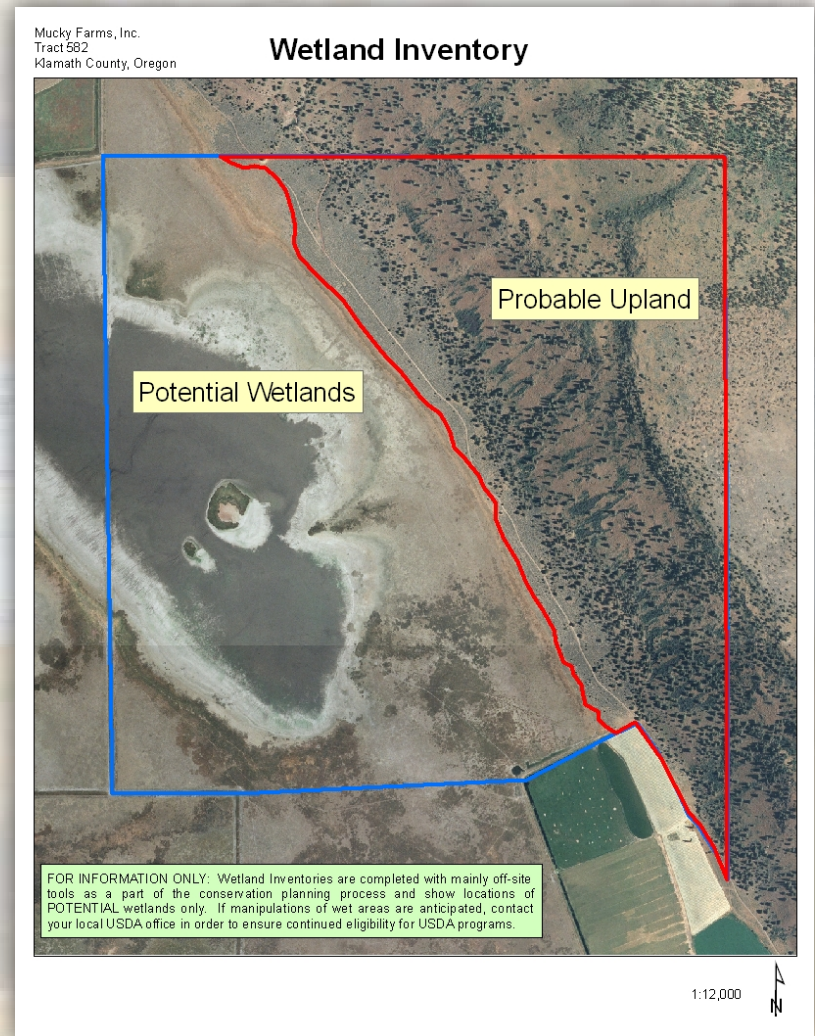 Mucky Farms, Inc.
Tract 582
Klamath County, Oregon
Wetland Inventory
Probable Upland
Potential Wetlands
FOR INFORMATION ONLY: Wetland Inventories are completed with mainly off-site
tools as a part of the conservation planning process and show locations of
POTENTIAL wetlands only. If manipulations of wet areas are anticipated, contact
your local USDA office in order to ensure continued eligibility for USDA programs.
1:12,000
N